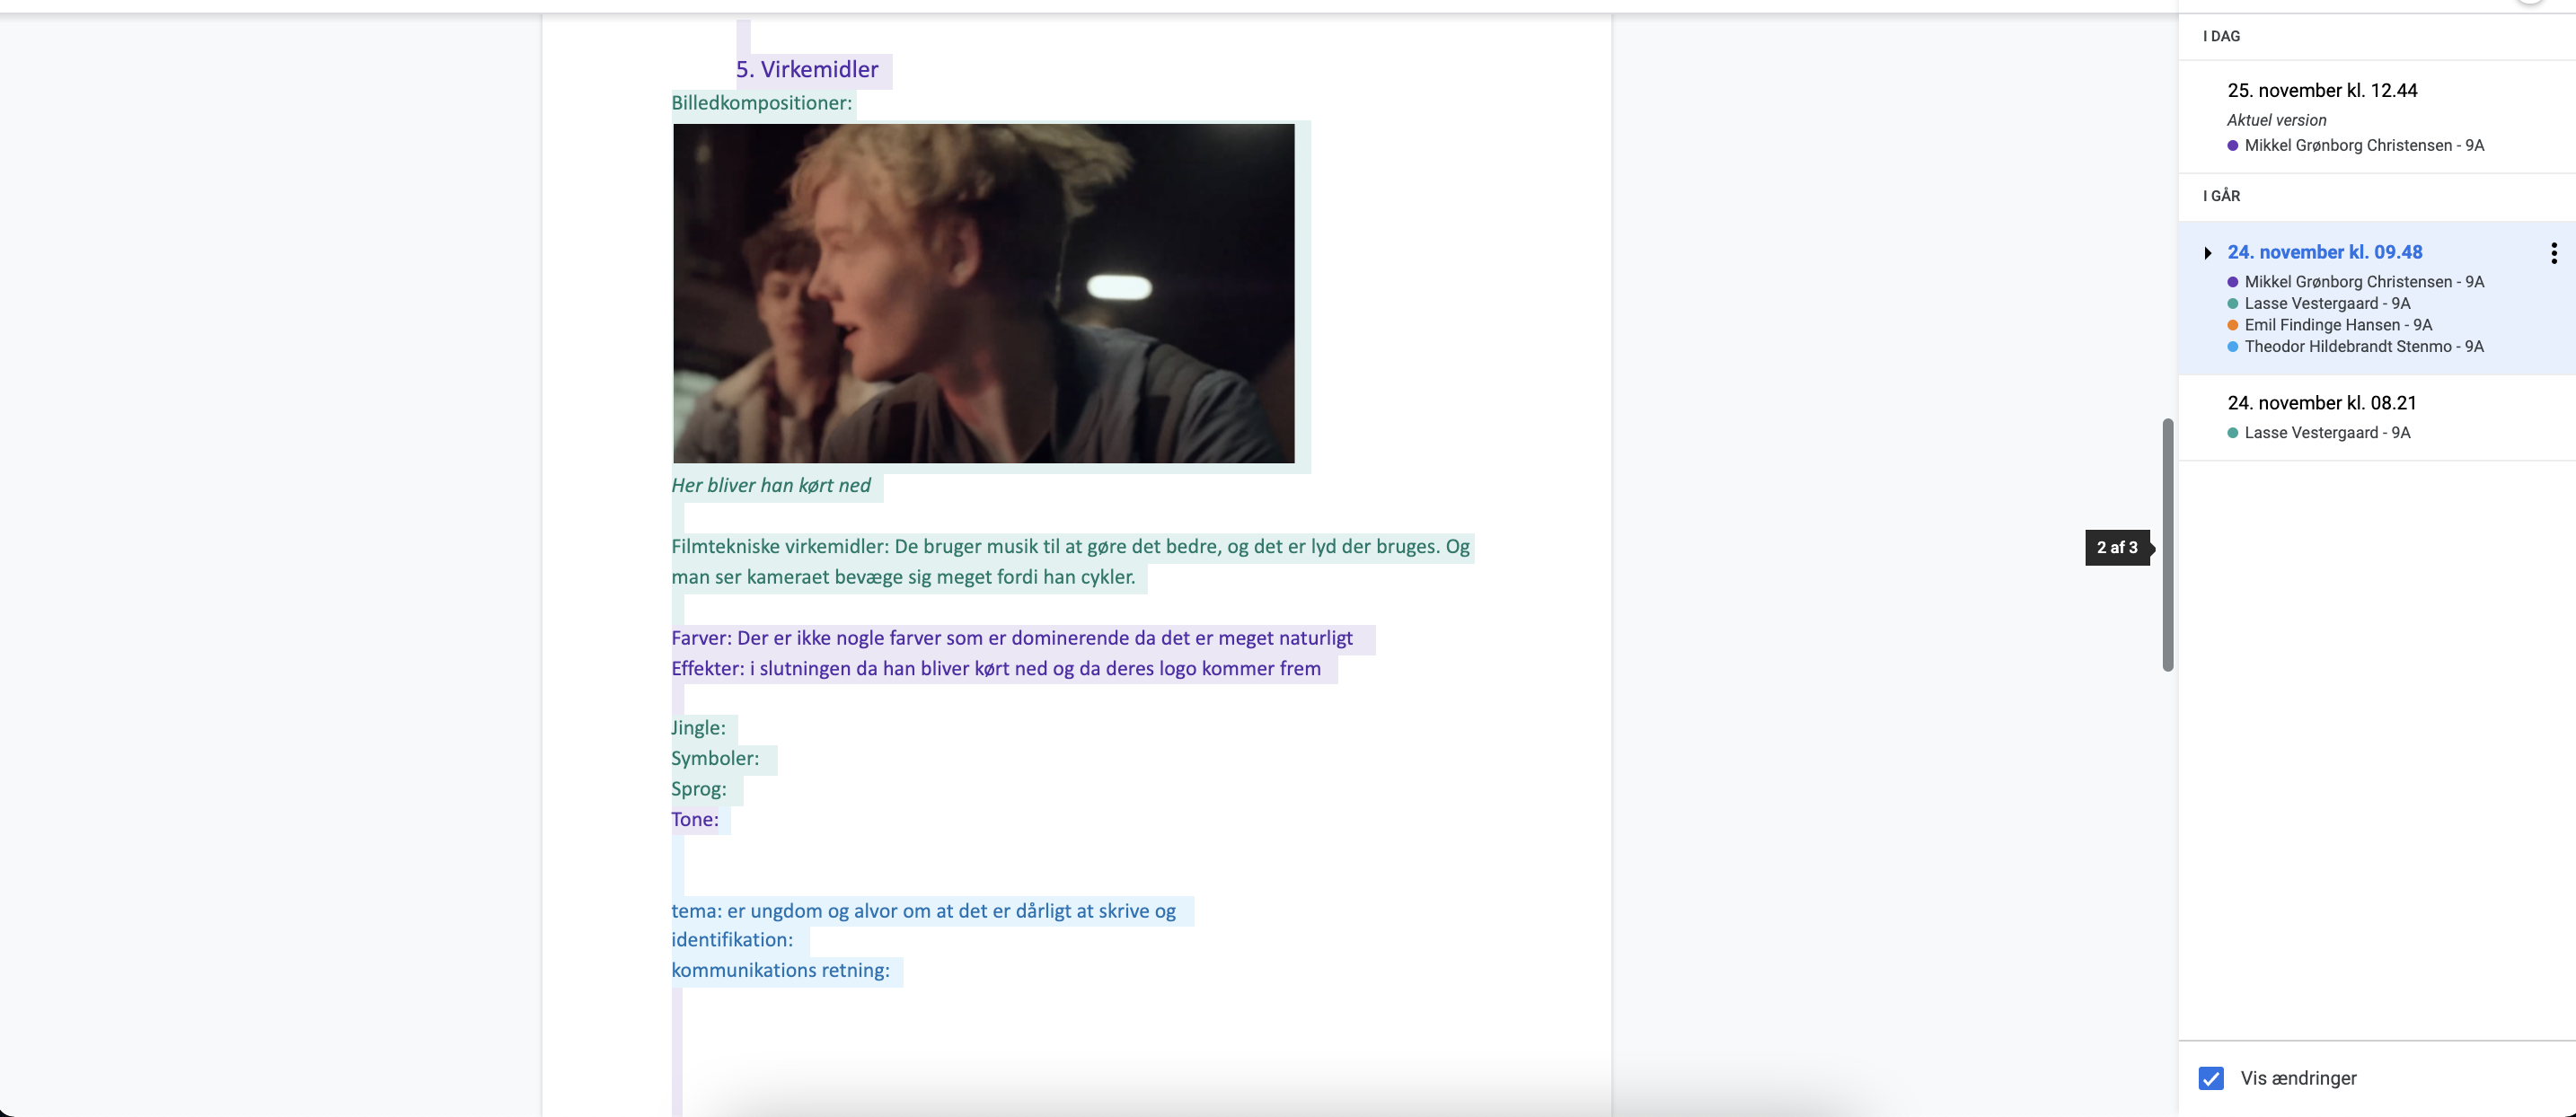 5. Virkemidler
Billedkompositioner:
Her bliver han kørt ned
Filmtekniske virkemidler: De bruger musik til at gøre det bedre, og det er lyd der bruges. Og
man ser kameraet bevæge sig meget fordi han cykler.
Farver: Der er ikke nogle farver som er dominerende da det er meget naturligt
Effekter: i slutningen da han bliver kørt ned og da deres logo kommer frem
Jingle:
Symboler:
Sprog:
Tone:
tema: er ungdom og alvor om at det er dårligt at skrive og
identifikation:
kommunikations retning:
2 af 3
I DAG
25. november kl. 12.44
Aktuel version
Mikkel Grønborg Christensen - 9A
I GÅR
24. november kl. 09.48
Mikkel Grønborg Christensen - 9A
Lasse Vestergaard - 9A
Emil Findinge Hansen - 9A
Theodor Hildebrandt Stenmo - 9A
24. november kl. 08.21
Lasse Vestergaard - 9A
Vis ændringer